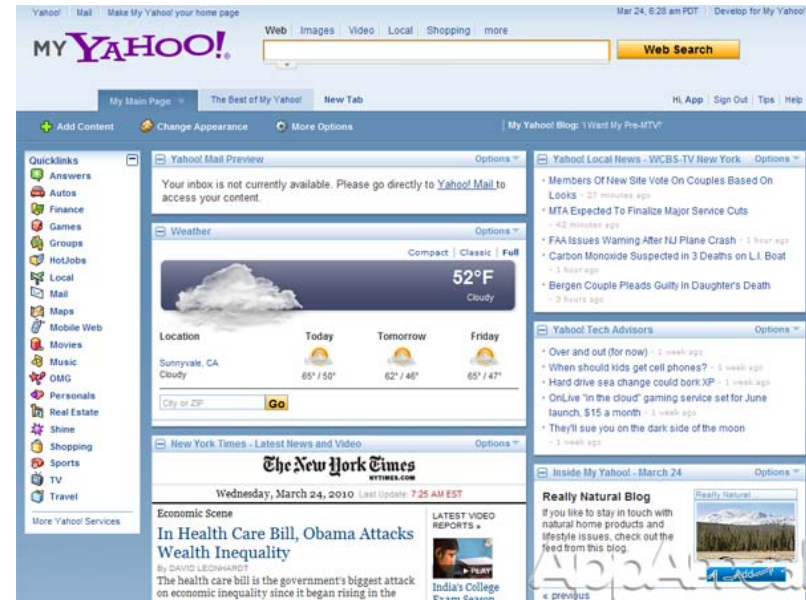 Yahoo! Mail Make My Yahoo! your home page
Mar 24, 6:28 am PDT Develop for My Yahoo!
MY YAHOO!
Web Images Video Local Shopping more
Web Search
My Main Page The Best of My Yahoo! New Tab
Hi, App Sign Out Tips Help
Add Content Change Appearance More Options
My Yahoo! Blog: 'I Want My Pre-MTV!'
Quicklinks
Answers
Autos
Finance
Games
Groups
HotJobs
Local
Mail
Maps
Mobile Web
Movies
Music
OMG
Personals
Real Estate
Shine
Shopping
Sports
TV
Travel
More Yahoo! Services
Yahoo! Mail Preview Options
Your inbox is not currently available. Please go directly to Yahoo! Mail to
access your content.
Weather Options
Compact Classic Full
52°F
Cloudy
Location Today Tomorrow Friday
Sunnyvale, CA
Cloudy 65° / 50° 62° / 46° 65° / 47°
City or ZIP Go
New York Times - Latest News and Video Options
The New York Times
NYTIMES.COM
Wednesday, March 24, 2010 Last Update: 7:25 AM EST
Economic Scene
In Health Care Bill, Obama Attacks
Wealth Inequality
By DAVID LEONHARDT
The health care bill is the government's biggest attack
on economic inequality since it began rising in the
LATEST VIDEO
REPORTS »
PLAY
India's College
Exam Season
Yahoo! Local News - WCBS-TV New York Options
Members Of New Site Vote On Couples Based On
Looks - 27 minutes ago
MTA Expected To Finalize Major Service Cuts
- 42 minutes ago
FAA Issues Warning After NJ Plane Crash - 1 hour ago
Carbon Monoxide Suspected in 3 Deaths on L.I. Boat
- 1 hour ago
Bergen Couple Pleads Guilty In Daughter's Death
- 3 hours ago
Yahoo! Tech Advisors Options
Over and out (for now) - 1 week ago
When should kids get cell phones? - 1 week ago
Hard drive sea change could bork XP - 1 week ago
OnLive "in the cloud" gaming service set for June
launch, $15 a month - 1 week ago
They'll sue you on the dark side of the moon
- 1 week ago
Inside My Yahoo! - March 24 Options
Really Natural Blog
If you like to stay in touch with
natural home products and
lifestyle issues, check out the
feed from this blog.
Really Natural ...
Add
« previous